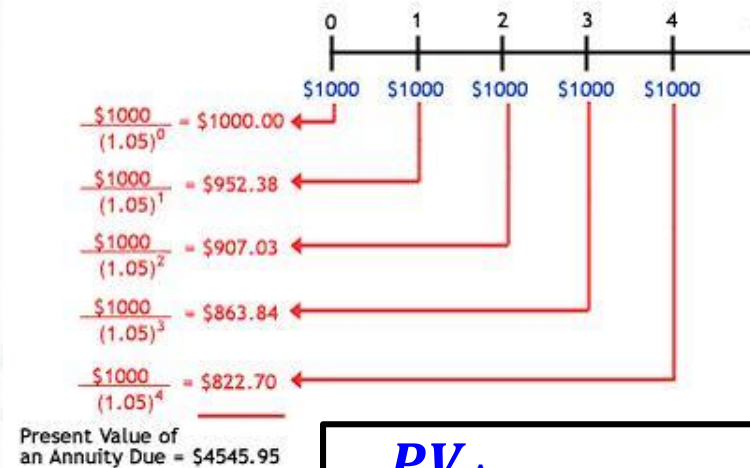 0 1 2 3 4
$1000 $1000 $1000 $1000 $1000
$1000
(1.05)^0 = $1000.00
$1000
(1.05)^1 = $952.38
$1000
(1.05)^2 = $907.03
$1000
(1.05)^3 = $863.84
$1000
(1.05)^4 = $822.70
Present Value of
an Annuity Due = $4545.95
PV